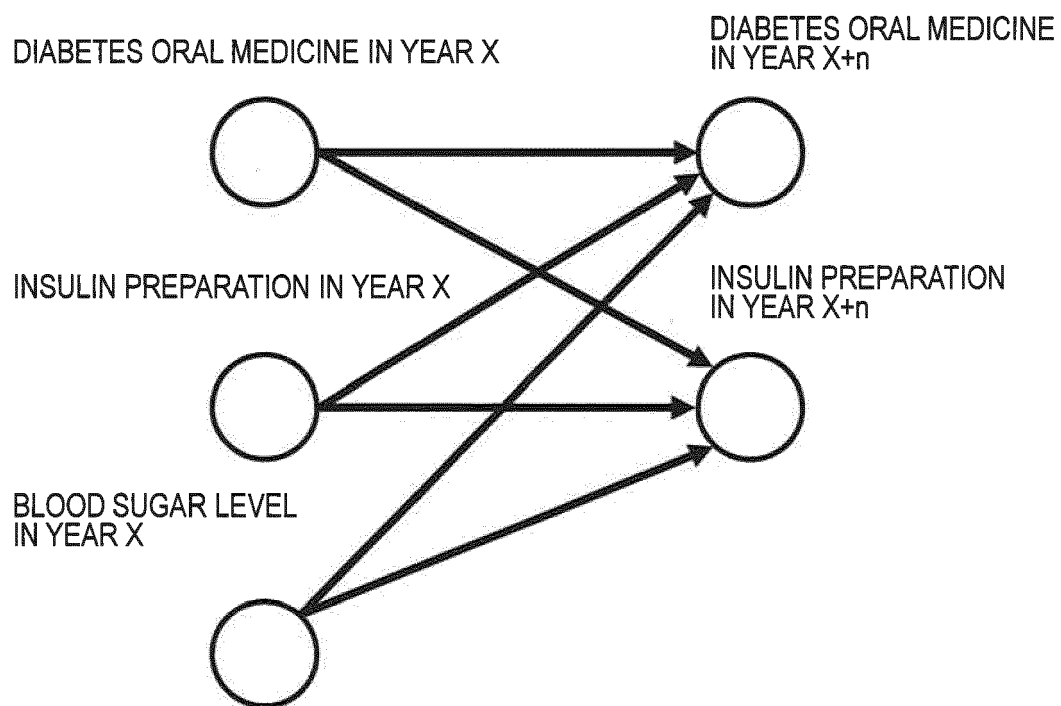 DIABETES ORAL MEDICINE IN YEAR X
DIABETES ORAL MEDICINE
IN YEAR X+n
INSULIN PREPARATION IN YEAR X
INSULIN PREPARATION
IN YEAR X+n
BLOOD SUGAR LEVEL
IN YEAR X